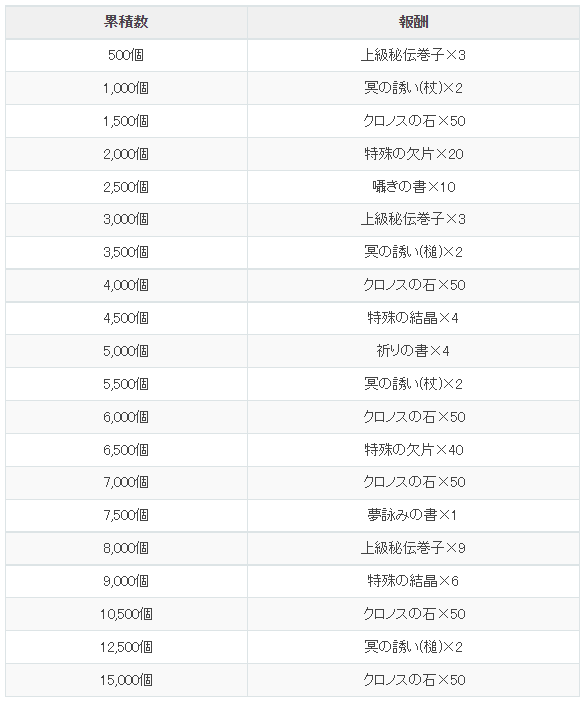 累積数 報酬
500個 上級秘伝巻子×3
1,000個 冥の誘い(杖)×2
1,500個 クロノスの石×50
2,000個 特殊の欠片×20
2,500個 囁きの書×10
3,000個 上級秘伝巻子×3
3,500個 冥の誘い(槌)×2
4,000個 クロノスの石×50
4,500個 特殊の結晶×4
5,000個 祈りの書×4
5,500個 冥の誘い(杖)×2
6,000個 クロノスの石×50
6,500個 特殊の欠片×40
7,000個 クロノスの石×50
7,500個 夢詠みの書×1
8,000個 上級秘伝巻子×9
9,000個 特殊の結晶×6
10,500個 クロノスの石×50
12,500個 冥の誘い(槌)×2
15,000個 クロノスの石×50